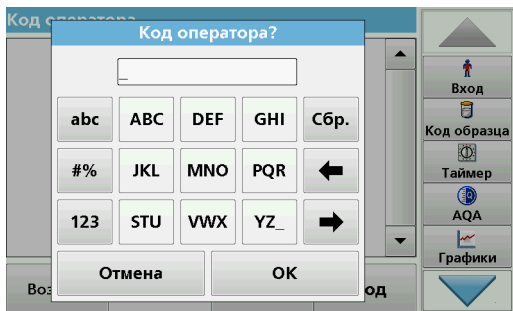 Код оператора
Код оператора?
_
abc ABC DEF GHI Сбр.
#% JKL MNO PQR
123 STU VWX YZ_
Отмена OK
Вход
Код образца
Таймер
AQA
Графики